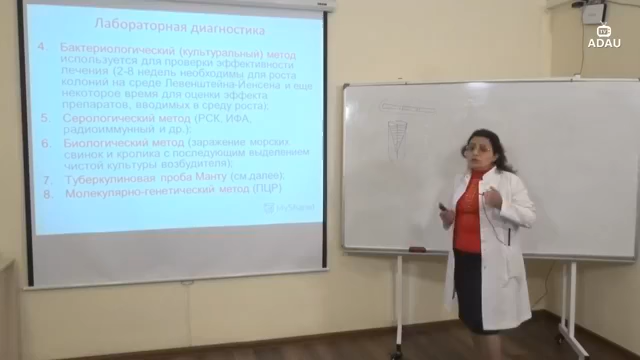 Лабораторная диагностика
4. Бактериологический (культуральный) метод
используется для проверки эффективности
лечения (2-8 недель необходимы для роста
колоний на среде Левенштейна-Йенсена и еще
некоторое время для оценки эффекта
препаратов, вводимых в среду роста);
5. Серологический метод (РСК, ИФА,
радиоиммунный и др.);
6. Биологический метод (заражение морских
свинок и кролика с последующим выделением
чистой культуры возбудителя);
7. Туберкулиновая проба Манту (см.далее);
8. Молекулярно-генетический метод (ПЦР)
MyShared
TV
ADAU